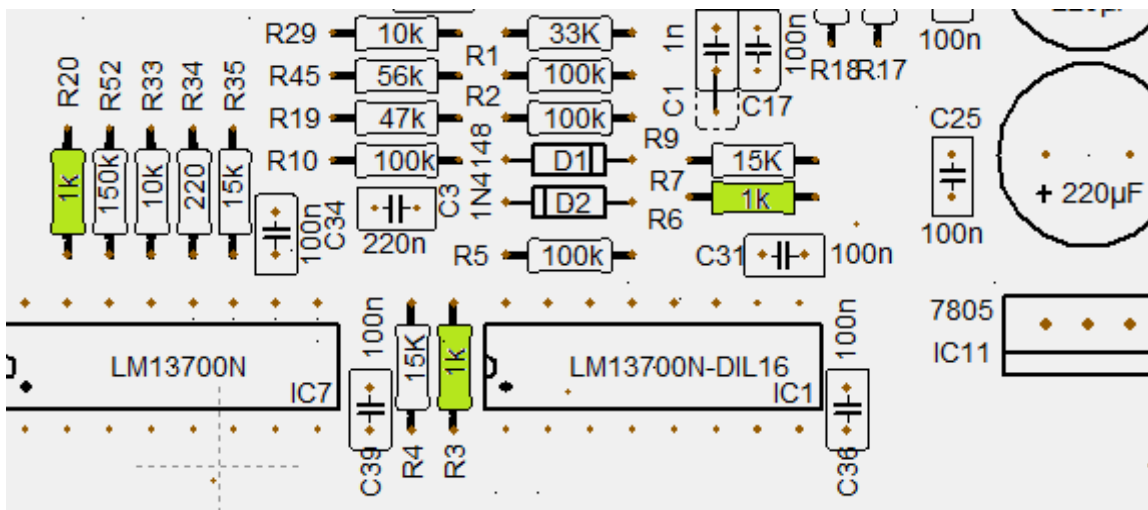 R29
10k
R45
56k
R19
47k
R10
100k
R1
33K
R2
100k
100k
1N4148
D1
D2
R5
100k
1n
C1
100n
C17
R18
R17
100n
220µF
R20
1k
R52
150k
R33
10k
R34
220
R35
15k
100n
C34
220n
C3
R9
15K
R7
1k
R6
C31
100n
C25
100n
+ 220µF
LM13700N
IC7
100n
C39
15K
R4
1k
R3
LM13700N-DIL16
IC1
100n
C36
7805
IC11